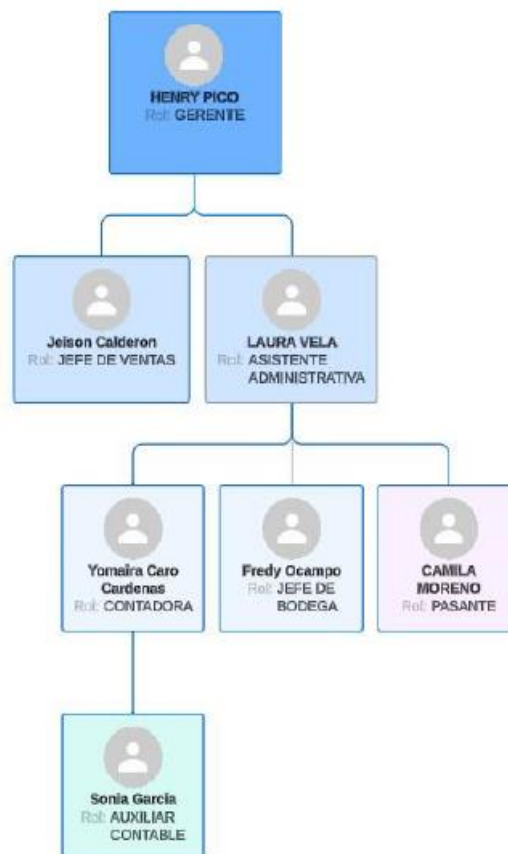 HENRY PICO
Rol: GERENTE
Jeison Calderon
Rol: JEFE DE VENTAS
LAURA VELA
Rol: ASISTENTE
ADMINISTRATIVA
Yomaira Caro
Cardenas
Rol: CONTADORA
Fredy Ocampo
Rol: JEFE DE
BODEGA
CAMILA
MORENO
Rol: PASANTE
Sonia Garcia
Rol: AUXILIAR
CONTABLE